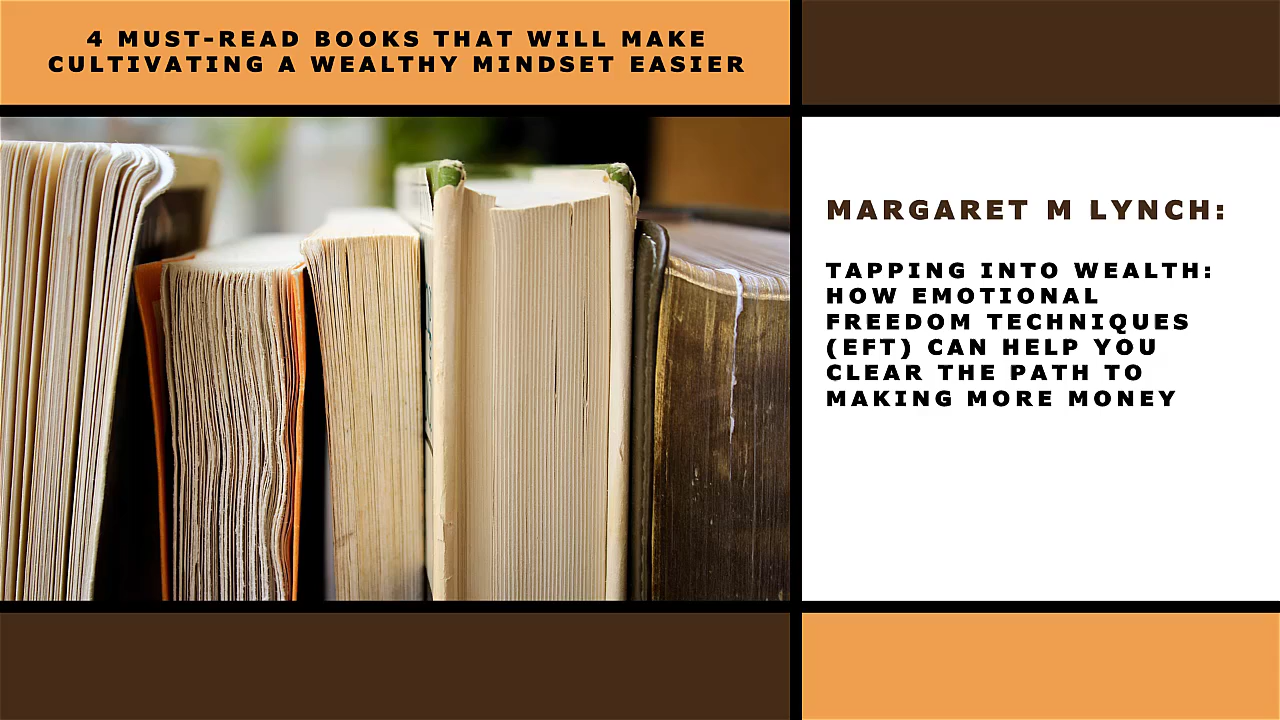 4 MUST-READ BOOKS THAT WILL MAKE
CULTIVATING A WEALTHY MINDSET EASIER
MARGARET M LYNCH:
TAPPING INTO WEALTH:
HOW EMOTIONAL
FREEDOM TECHNIQUES
(EFT) CAN HELP YOU
CLEAR THE PATH TO
MAKING MORE MONEY